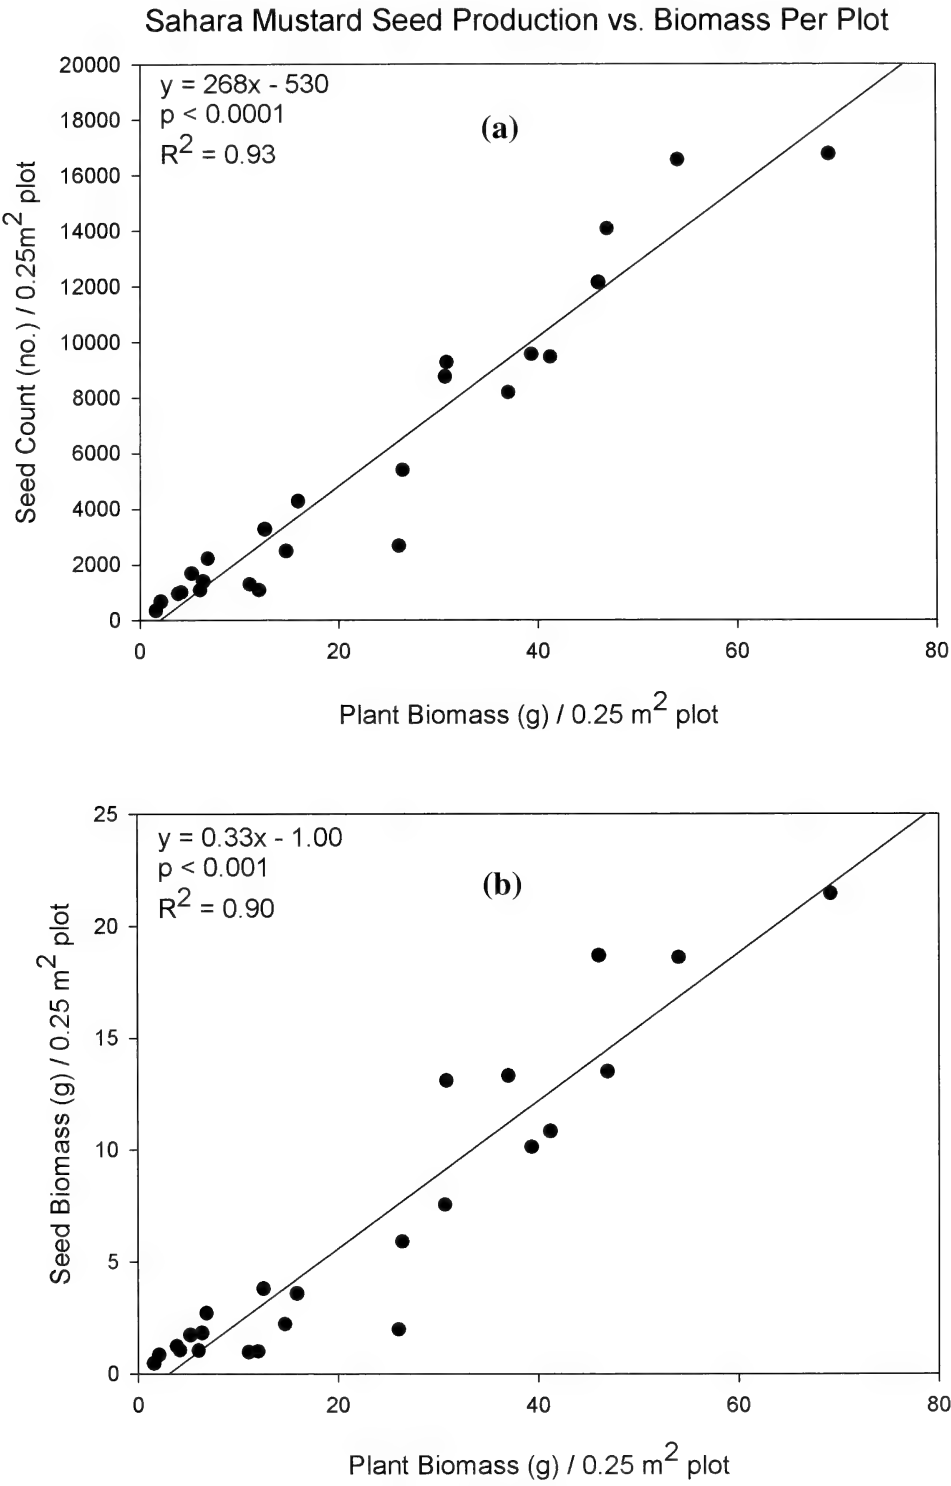 Sahara Mustard Seed Production vs. Biomass Per Plot
20000
18000
16000
14000
12000
10000
8000
6000
4000
2000
0
y = 268x - 530
p < 0.0001
R² = 0.93
(a)
Seed Count (no.) / 0.25m² plot
0 20 40 60 80
Plant Biomass (g) / 0.25 m² plot
25
20
15
10
5
0
y = 0.33x - 1.00
p < 0.001
R² = 0.90
(b)
Seed Biomass (g) / 0.25 m² plot
0 20 40 60 80
Plant Biomass (g) / 0.25 m² plot